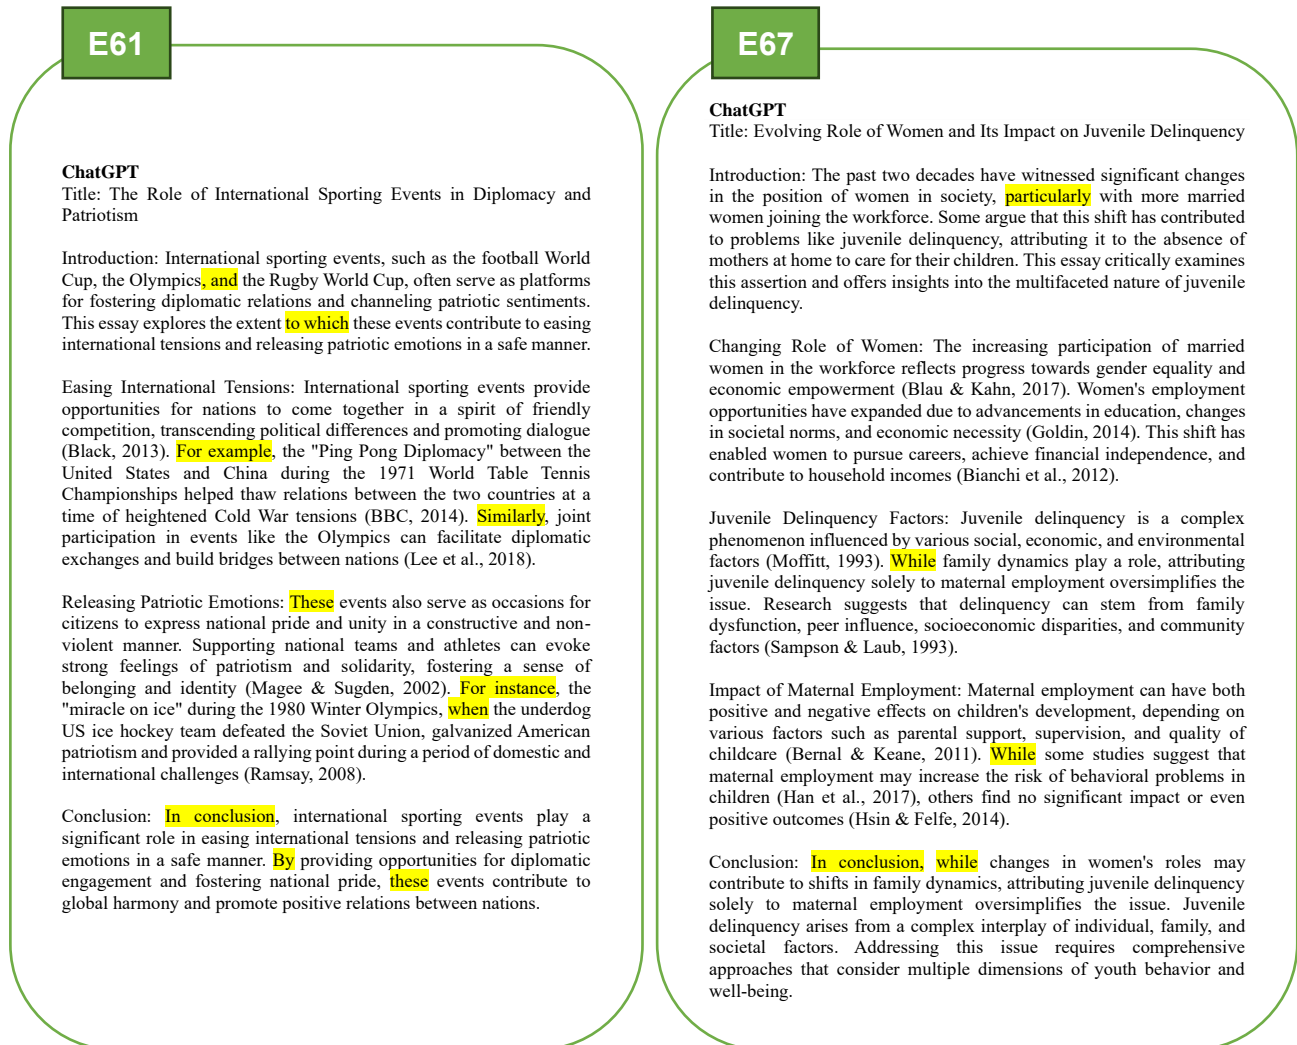 E61
ChatGPT
Title: The Role of International Sporting Events in Diplomacy and
Patriotism
Introduction: International sporting events, such as the football World
Cup, the Olympics, and the Rugby World Cup, often serve as platforms
for fostering diplomatic relations and channeling patriotic sentiments.
This essay explores the extent to which these events contribute to easing
international tensions and releasing patriotic emotions in a safe manner.
Easing International Tensions: International sporting events provide
opportunities for nations to come together in a spirit of friendly
competition, transcending political differences and promoting dialogue
(Black, 2013). For example, the "Ping Pong Diplomacy" between the
United States and China during the 1971 World Table Tennis
Championships helped thaw relations between the two countries at a
time of heightened Cold War tensions (BBC, 2014). Similarly, joint
participation in events like the Olympics can facilitate diplomatic
exchanges and build bridges between nations (Lee et al., 2018).
Releasing Patriotic Emotions: These events also serve as occasions for
citizens to express national pride and unity in a constructive and non-
violent manner. Supporting national teams and athletes can evoke
strong feelings of patriotism and solidarity, fostering a sense of
belonging and identity (Magee & Sugden, 2002). For instance, the
"miracle on ice" during the 1980 Winter Olympics, when the underdog
US ice hockey team defeated the Soviet Union, galvanized American
patriotism and provided a rallying point during a period of domestic and
international challenges (Ramsay, 2008).
Conclusion: In conclusion, international sporting events play a
significant role in easing international tensions and releasing patriotic
emotions in a safe manner. By providing opportunities for diplomatic
engagement and fostering national pride, these events contribute to
global harmony and promote positive relations between nations.
E67
ChatGPT
Title: Evolving Role of Women and Its Impact on Juvenile Delinquency
Introduction: The past two decades have witnessed significant changes
in the position of women in society, particularly with more married
women joining the workforce. Some argue that this shift has contributed
to problems like juvenile delinquency, attributing it to the absence of
mothers at home to care for their children. This essay critically examines
this assertion and offers insights into the multifaceted nature of juvenile
delinquency.
Changing Role of Women: The increasing participation of married
women in the workforce reflects progress towards gender equality and
economic empowerment (Blau & Kahn, 2017). Women's employment
opportunities have expanded due to advancements in education, changes
in societal norms, and economic necessity (Goldin, 2014). This shift has
enabled women to pursue careers, achieve financial independence, and
contribute to household incomes (Bianchi et al., 2012).
Juvenile Delinquency Factors: Juvenile delinquency is a complex
phenomenon influenced by various social, economic, and environmental
factors (Moffitt, 1993). While family dynamics play a role, attributing
juvenile delinquency solely to maternal employment oversimplifies the
issue. Research suggests that delinquency can stem from family
dysfunction, peer influence, socioeconomic disparities, and community
factors (Sampson & Laub, 1993).
Impact of Maternal Employment: Maternal employment can have both
positive and negative effects on children's development, depending on
various factors such as parental support, supervision, and quality of
childcare (Bernal & Keane, 2011). While some studies suggest that
maternal employment may increase the risk of behavioral problems in
children (Han et al., 2017), others find no significant impact or even
positive outcomes (Hsin & Felfe, 2014).
Conclusion: In conclusion, while changes in women's roles may
contribute to shifts in family dynamics, attributing juvenile delinquency
solely to maternal employment oversimplifies the issue. Juvenile
delinquency arises from a complex interplay of individual, family, and
societal factors. Addressing this issue requires comprehensive
approaches that consider multiple dimensions of youth behavior and
well-being.